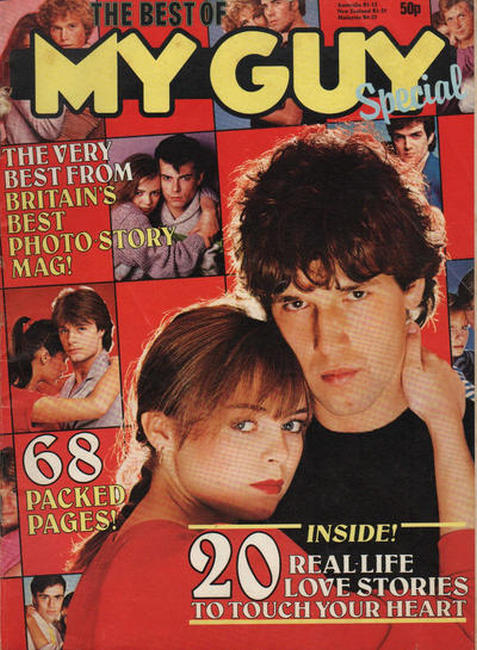 THE BEST OF
MY GUY
Special
50p
THE VERY
BEST FROM
BRITAIN'S
BEST
PHOTO-STORY
MAG!
68
PACKED
PAGES!
INSIDE!
20 REAL-LIFE
LOVE STORIES
TO TOUCH YOUR HEART